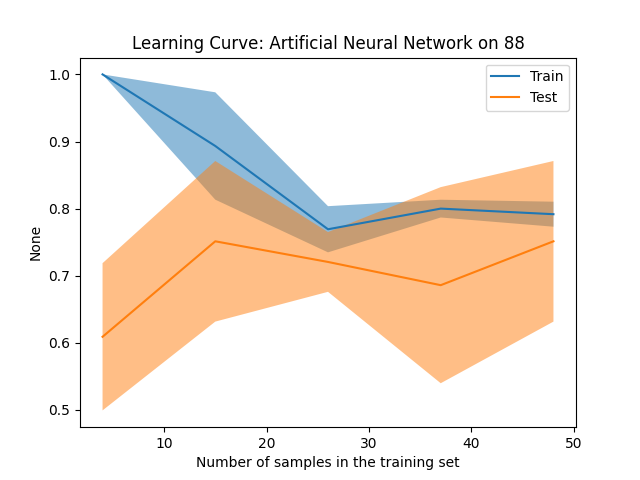 Learning Curve: Artificial Neural Network on 88
Train
Test
1.0
0.9
0.8
0.7
0.6
0.5
None
10
20
30
40
50
Number of samples in the training set